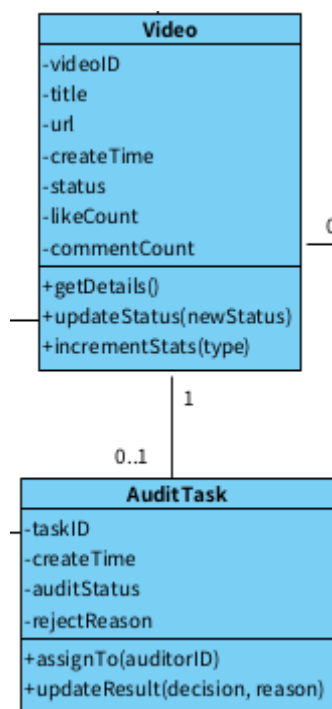 Video
-videoID
-title
-url
-createTime
-status
-likeCount
-commentCount
+getDetails()
+updateStatus(newStatus)
+incrementStats(type)
1
0..1
AuditTask
-taskID
-createTime
-auditStatus
-rejectReason
+assignTo(auditorID)
+updateResult(decision, reason)